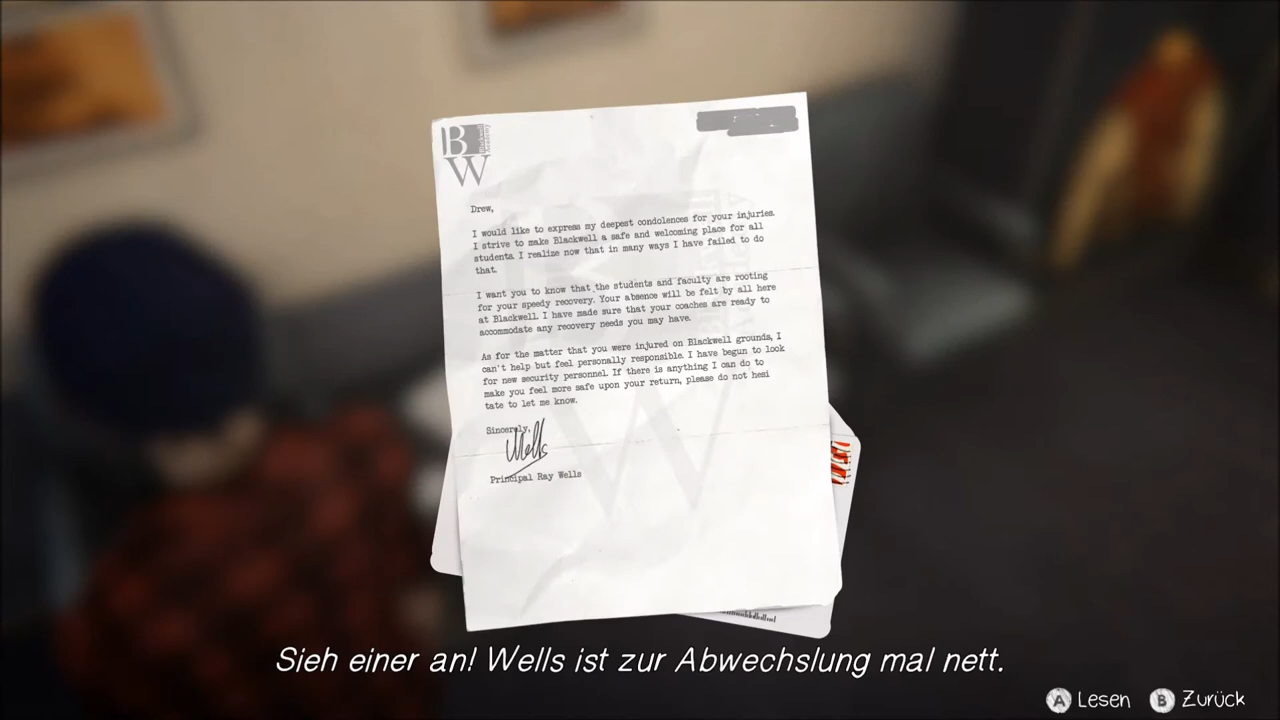 BW
Blackwell
Academy
Drew,
I would like to express my deepest condolences for your injuries.
I strive to make Blackwell a safe and welcoming place for all
students. I realize now that in many ways I have failed to do
that.
I want you to know that the students and faculty are rooting
for your speedy recovery. Your absence will be felt by all here
at Blackwell. I have made sure that your coaches are ready to
accommodate any recovery needs you may have.
As for the matter that you were injured on Blackwell grounds, I
can't help but feel personally responsible. I have begun to look
for new security personnel. If there is anything I can do to
make you feel more safe upon your return, please do not hesi
tate to let me know.
Sincerely,
Wells
Principal Ray Wells
Sieh einer an! Wells ist zur Abwechslung mal nett.
A Lesen B Zurück